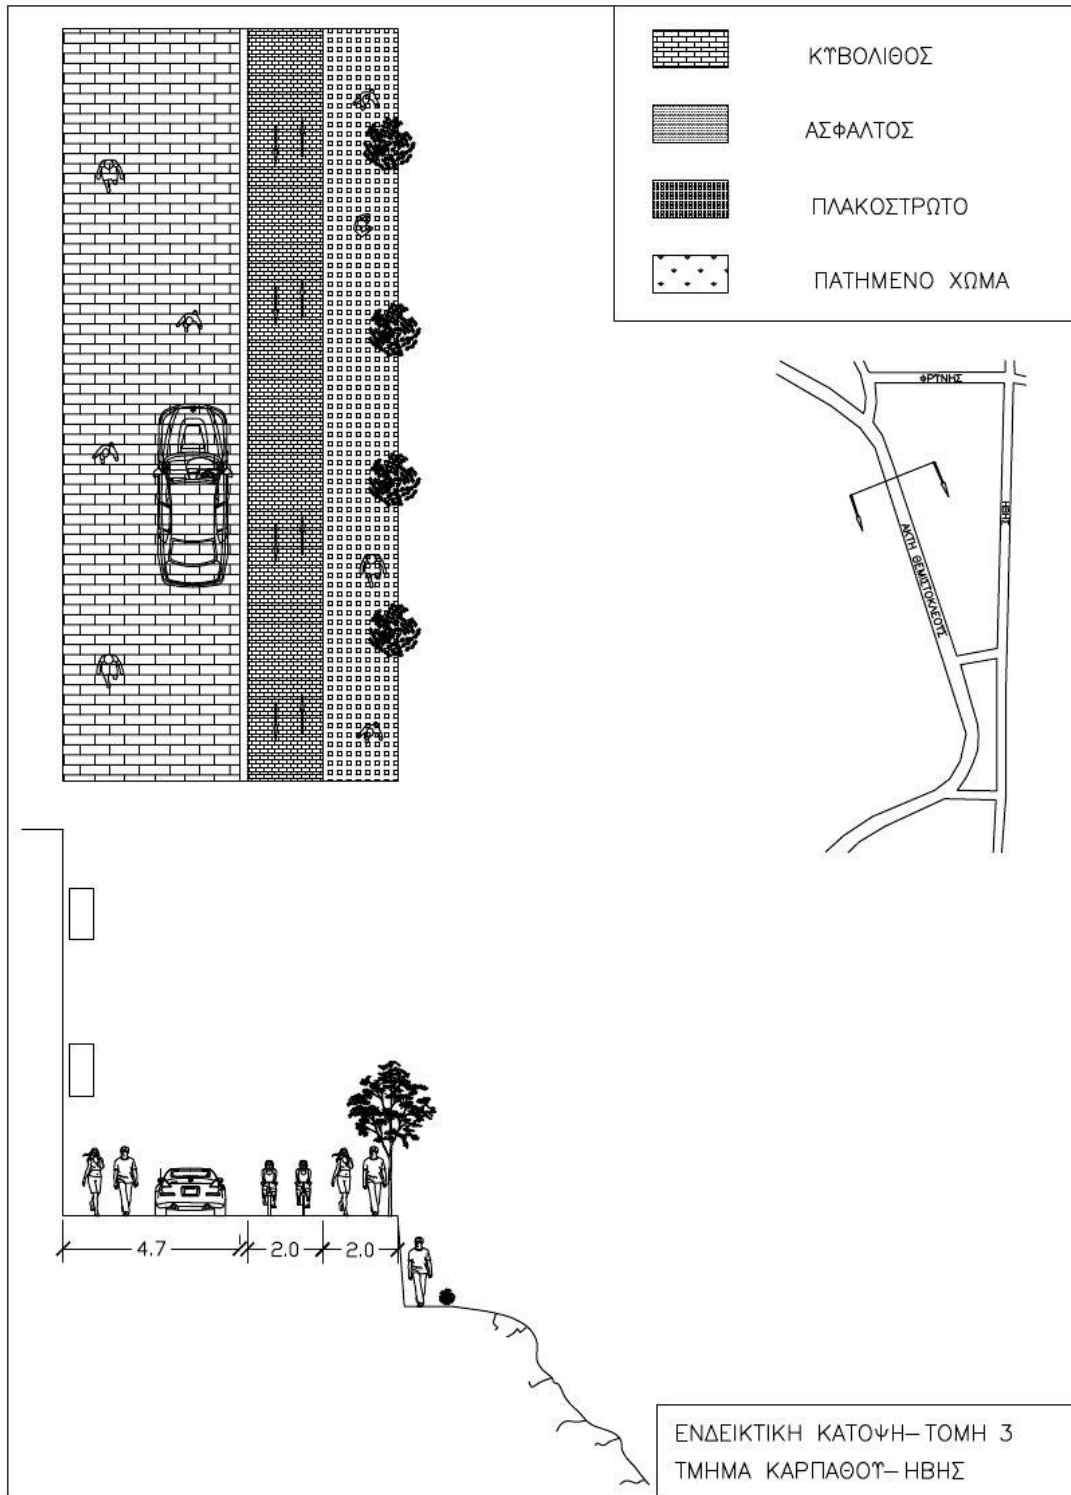 ΚΥΒΟΛΙΘΟΣ
ΑΣΦΑΛΤΟΣ
ΠΛΑΚΟΣΤΡΩΤΟ
ΠΑΤΗΜΕΝΟ ΧΩΜΑ
ΦΡΥΝΗΣ
ΗΒΗΣ
ΑΚΤΗ ΘΕΜΙΣΤΟΚΛΕΟΥΣ
4.7
2.0
2.0
ΕΝΔΕΙΚΤΙΚΗ ΚΑΤΟΨΗ–ΤΟΜΗ 3
ΤΜΗΜΑ ΚΑΡΠΑΘΟΥ–ΗΒΗΣ